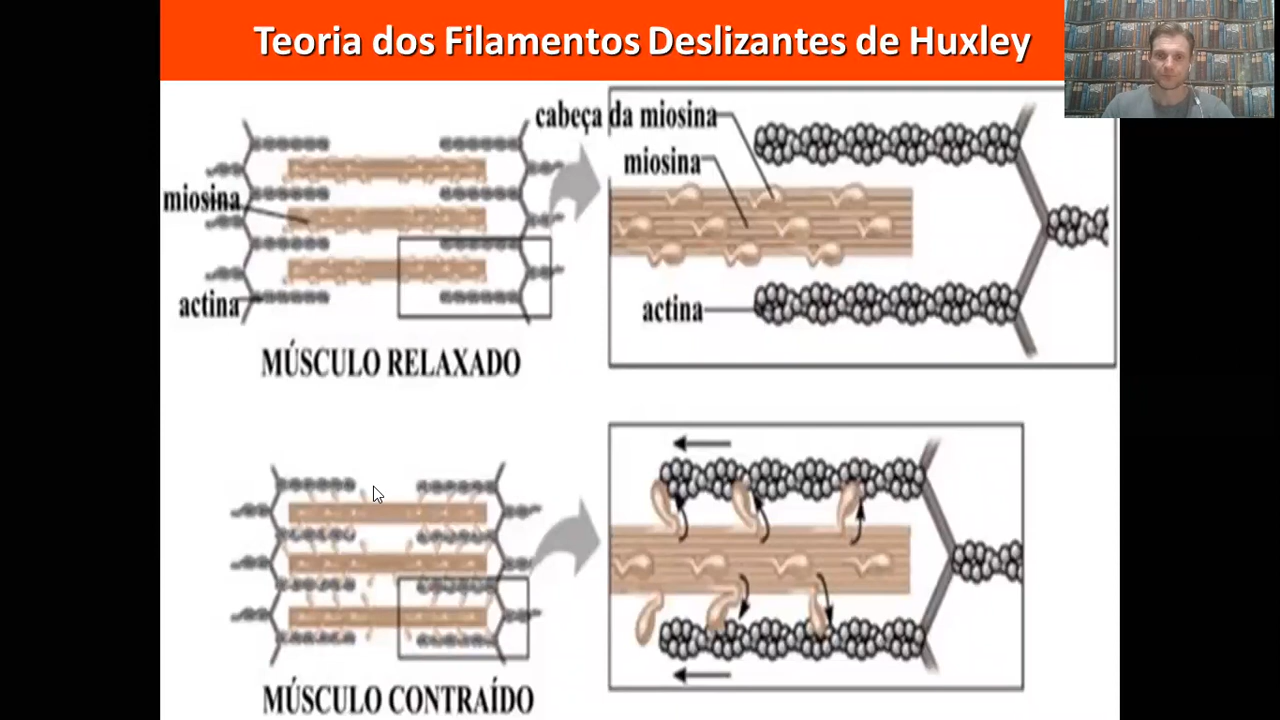 Teoria dos Filamentos Deslizantes de Huxley
miosina
actina
MÚSCULO RELAXADO
cabeça da miosina
miosina
actina
MÚSCULO CONTRAÍDO